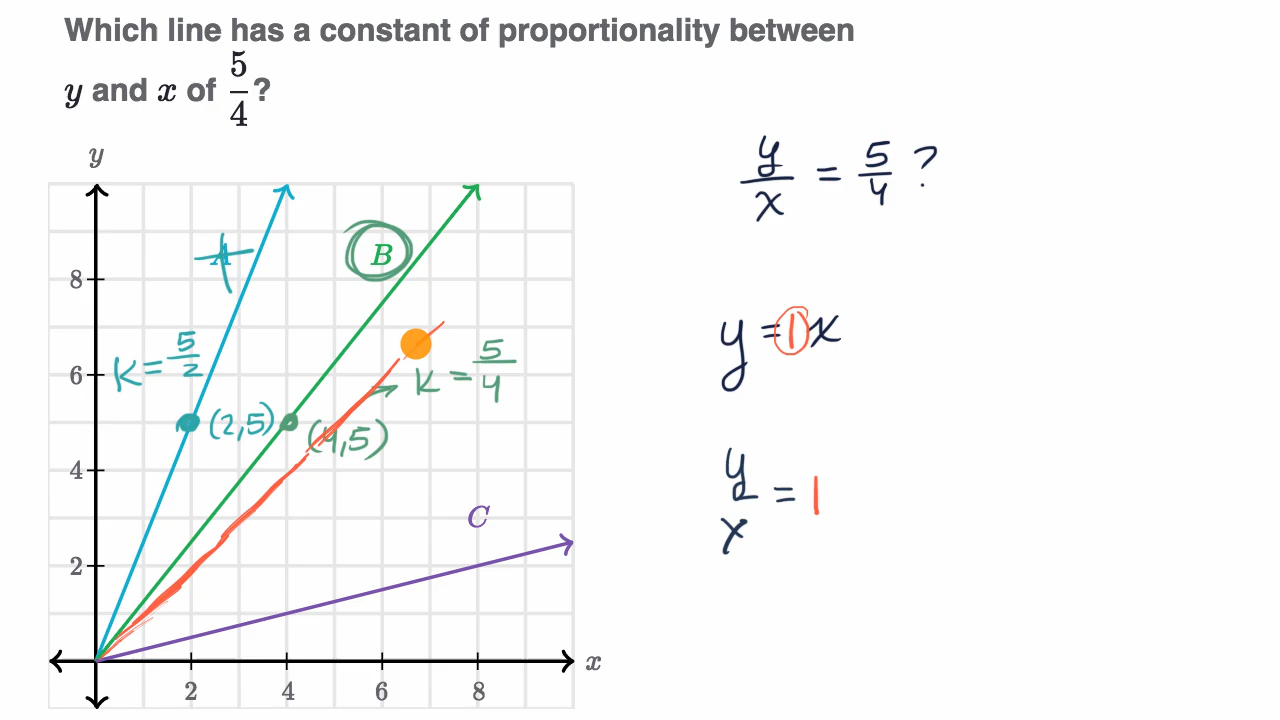 Which line has a constant of proportionality between
y and x of 5/4?
y
y/x = 5/4 ?
A
B
8
y = 1x
k = 5/2
6
k = 5/4
(2,5)
(4,5)
4
y/x = 1
C
2
x
2 4 6 8